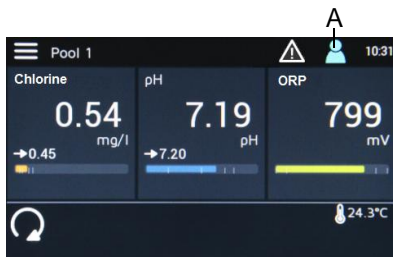 A
Pool 1
10:31
Chlorine
pH
ORP
0.54
7.19
799
mg/l
pH
mV
➔0.45
➔7.20
24.3°C